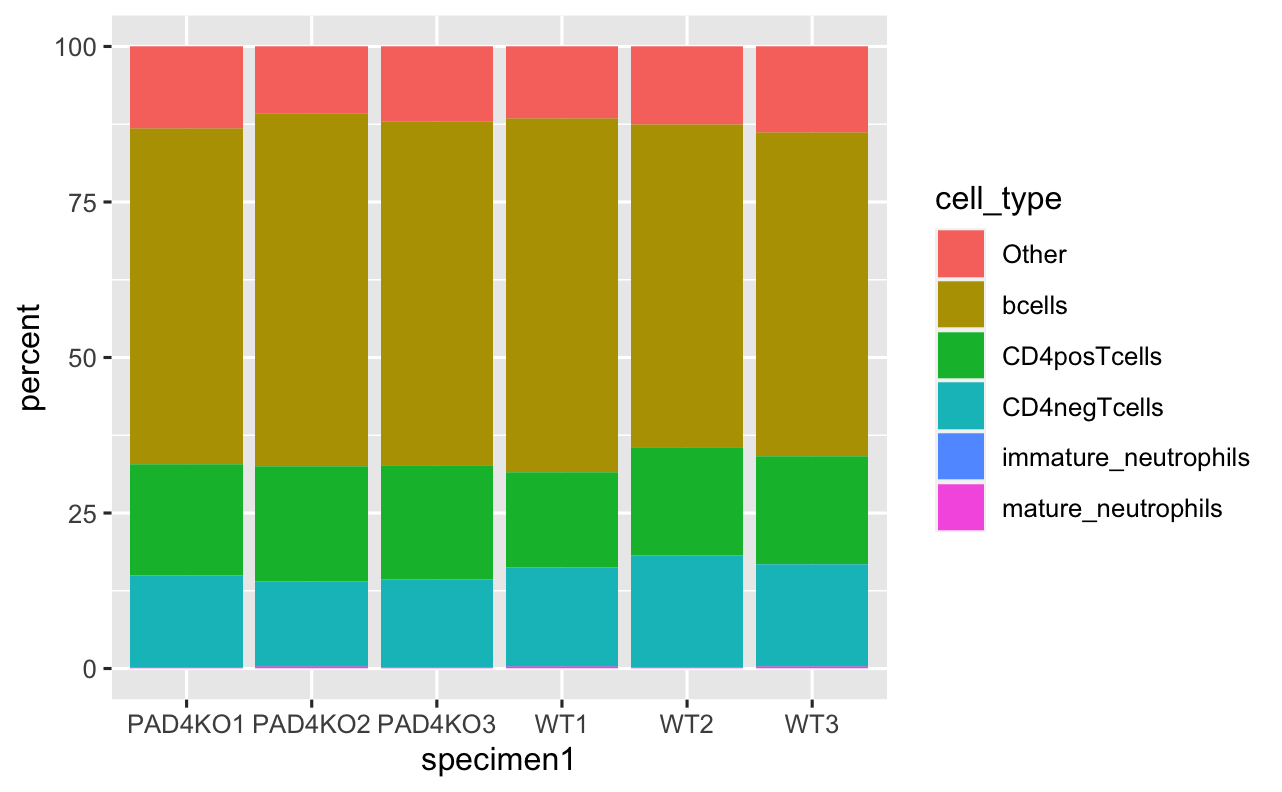 percent
100
75
50
25
0
PAD4KO1 PAD4KO2 PAD4KO3 WT1 WT2 WT3
specimen1
cell_type
Other
bcells
CD4posTcells
CD4negTcells
immature_neutrophils
mature_neutrophils